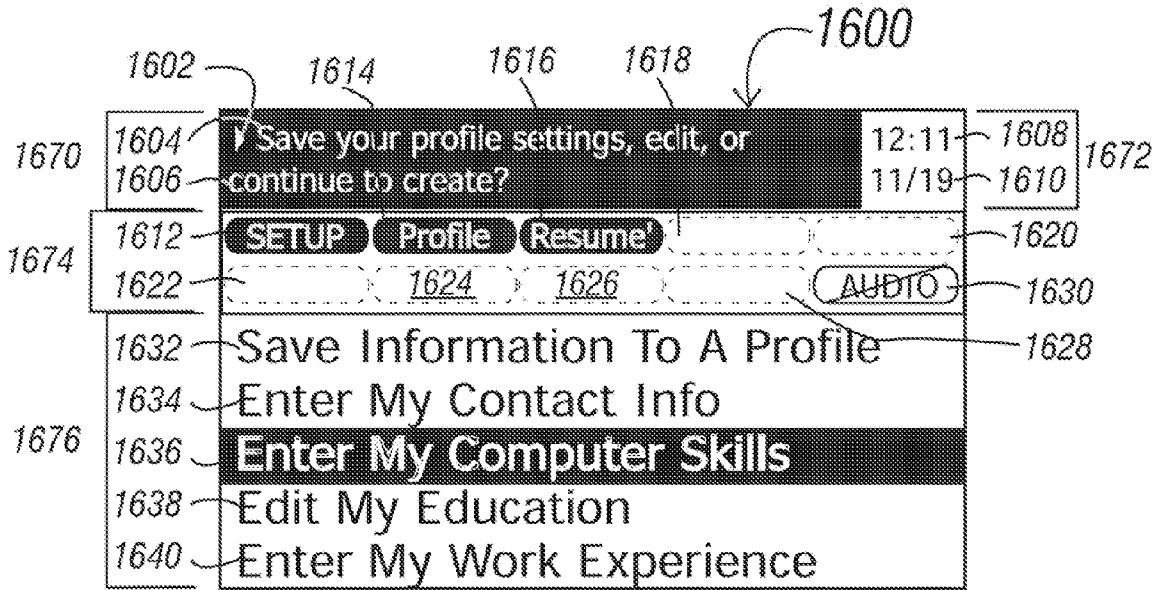 1600
1602 1614 1616 1618
1670 1604 Save your profile settings, edit, or 12:11 1608 1672
1606 continue to create? 11/19 1610
1674 1612 SETUP Profile Resume' 1620
1622 1624 1626 AUDIO 1630
1632 Save Information To A Profile 1628
1634 Enter My Contact Info
1676 1636 Enter My Computer Skills
1638 Edit My Education
1640 Enter My Work Experience